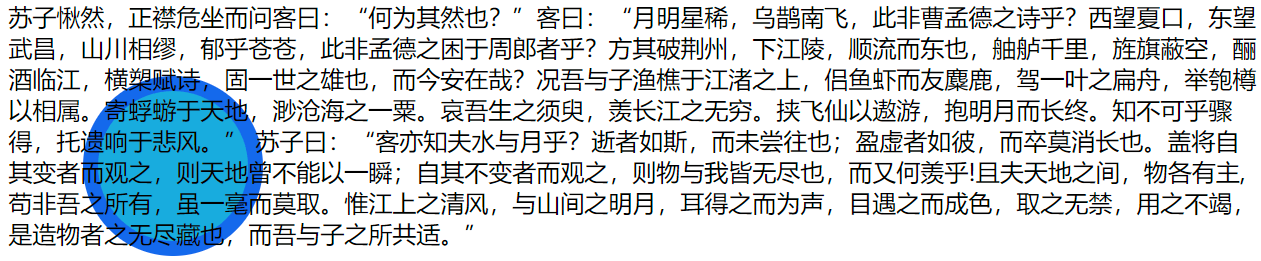 苏子愀然，正襟危坐而问客曰：“何为其然也？”客曰：“月明星稀，乌鹊南飞，此非曹孟德之诗乎？西望夏口，东望
武昌，山川相缪，郁乎苍苍，此非孟德之困于周郎者乎？方其破荆州，下江陵，顺流而东也，舳舻千里，旌旗蔽空，酾
酒临江，横槊赋诗，固一世之雄也，而今安在哉？况吾与子渔樵于江渚之上，侣鱼虾而友麋鹿，驾一叶之扁舟，举匏樽
以相属。寄蜉蝣于天地，渺沧海之一粟。哀吾生之须臾，羡长江之无穷。挟飞仙以遨游，抱明月而长终。知不可乎骤
得，托遗响于悲风。” 苏子曰：“客亦知夫水与月乎？逝者如斯，而未尝往也；盈虚者如彼，而卒莫消长也。盖将自
其变者而观之，则天地曾不能以一瞬；自其不变者而观之，则物与我皆无尽也，而又何羡乎!且夫天地之间，物各有主,
苟非吾之所有，虽一毫而莫取。惟江上之清风，与山间之明月，耳得之而为声，目遇之而成色，取之无禁，用之不竭，
是造物者之无尽藏也，而吾与子之所共适。”